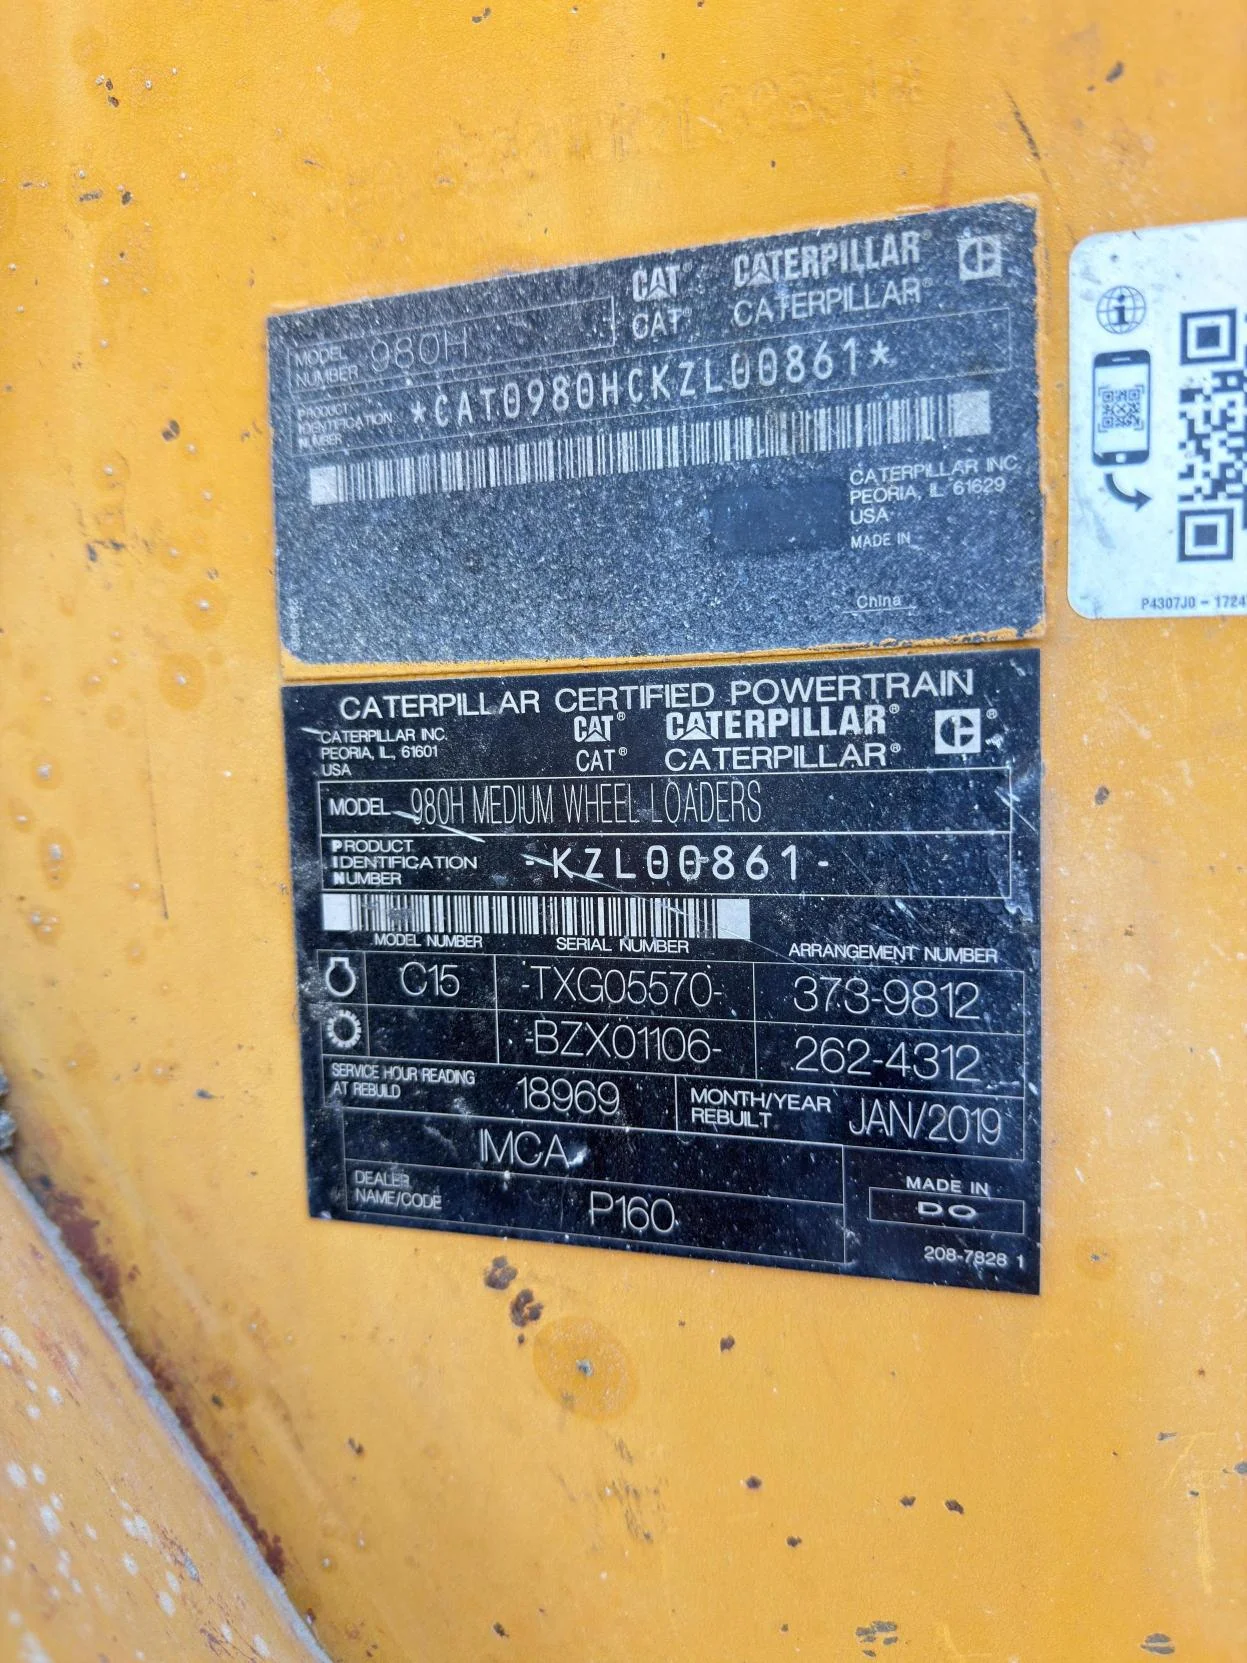 CAT® CATERPILLAR®
CAT® CATERPILLAR®
MODEL NUMBER 980H
PRODUCT IDENTIFICATION NUMBER *CAT0980HCKZL00861*
CATERPILLAR INC.
PEORIA, IL 61629
USA
MADE IN
China
P4307J0 - 1724
CATERPILLAR CERTIFIED POWERTRAIN
CATERPILLAR INC.
PEORIA, IL, 61601
USA
CAT® CATERPILLAR® ®
CAT® CATERPILLAR®
MODEL 980H MEDIUM WHEEL LOADERS
PRODUCT IDENTIFICATION NUMBER -KZL00861-
MODEL NUMBER SERIAL NUMBER ARRANGEMENT NUMBER
C15 -TXG05570- 373-9812
-BZX01106- 262-4312
SERVICE HOUR READING AT REBUILD 18969 MONTH/YEAR REBUILT JAN/2019
IMCA
DEALER NAME/CODE P160
MADE IN
DO
208-7828 1